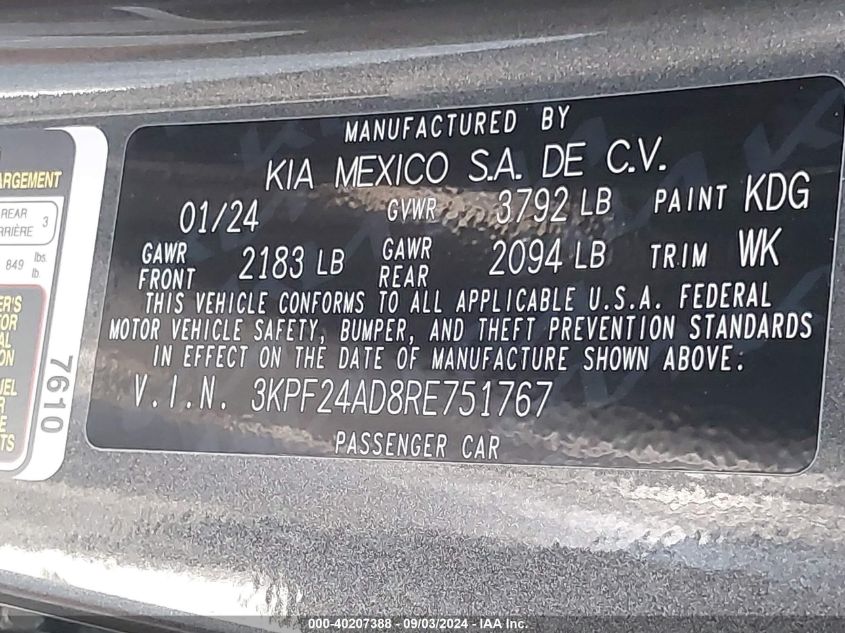 MANUFACTURED BY
KIA MEXICO S.A. DE C.V.
01/24 GVWR 3792 LB PAINT KDG
GAWR FRONT 2183 LB GAWR REAR 2094 LB TRIM WK
THIS VEHICLE CONFORMS TO ALL APPLICABLE U.S.A. FEDERAL
MOTOR VEHICLE SAFETY, BUMPER, AND THEFT PREVENTION STANDARDS
IN EFFECT ON THE DATE OF MANUFACTURE SHOWN ABOVE.
V.I.N. 3KPF24AD8RE751767
PASSENGER CAR
REAR 3
849 lbs.
lb.
7610
000-40207388 - 09/03/2024 - IAA Inc.